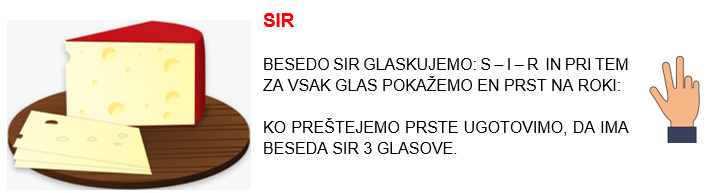 SIR
BESEDO SIR GLASKUJEMO: S – I – R IN PRI TEM
ZA VSAK GLAS POKAŽEMO EN PRST NA ROKI:
KO PREŠTEJEMO PRSTE UGOTOVIMO, DA IMA
BESEDA SIR 3 GLASOVE.